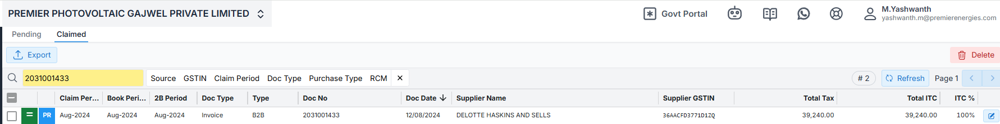 PREMIER PHOTOVOLTAIC GAJWEL PRIVATE LIMITED
Govt Portal
M.Yashwanth
yashwanth.m@premierenergies.com
Pending Claimed
Export
Delete
2031001433 Source GSTIN Claim Period Doc Type Purchase Type RCM × # 2 Refresh Page 1
Claim Per... Book Peri... 2B Period Doc Type Type Doc No Doc Date ↓ Supplier Name Supplier GSTIN Total Tax Total ITC ITC %
= PR Aug-2024 Aug-2024 Aug-2024 Invoice B2B 2031001433 12/08/2024 DELOTTE HASKINS AND SELLS 36AACFD3771D1ZQ 39,240.00 39,240.00 100%